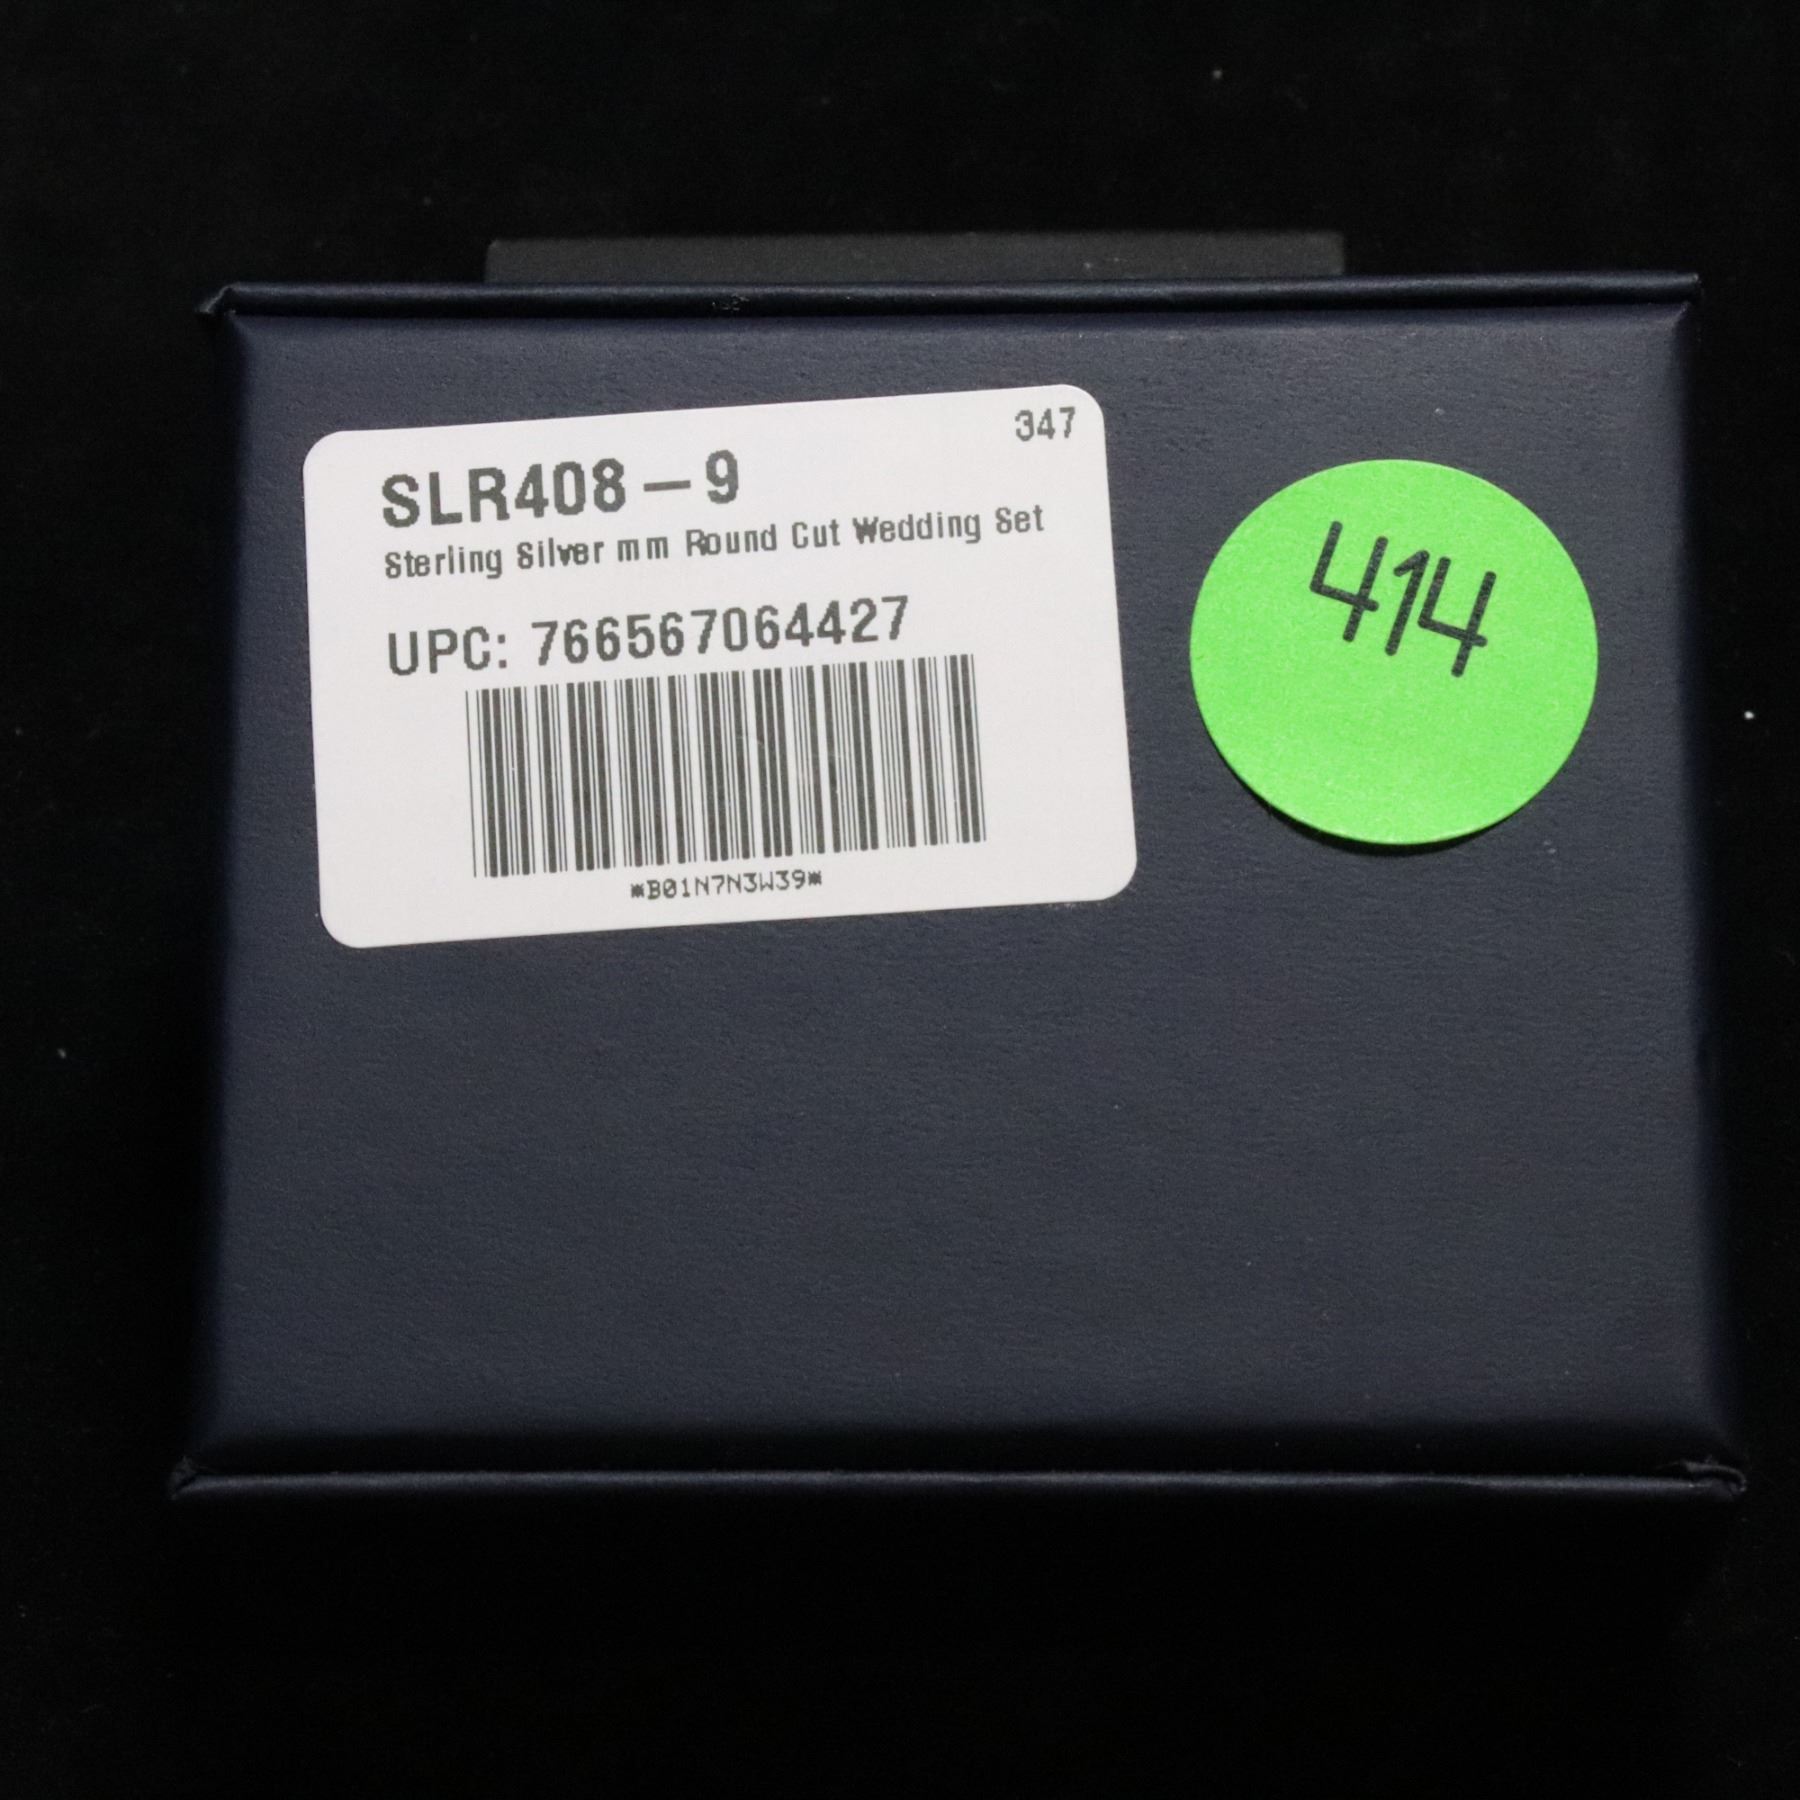 347
SLR408-9
Sterling Silver mm Round Cut Wedding Set
UPC: 766567064427
*B01N7N3W39*
414